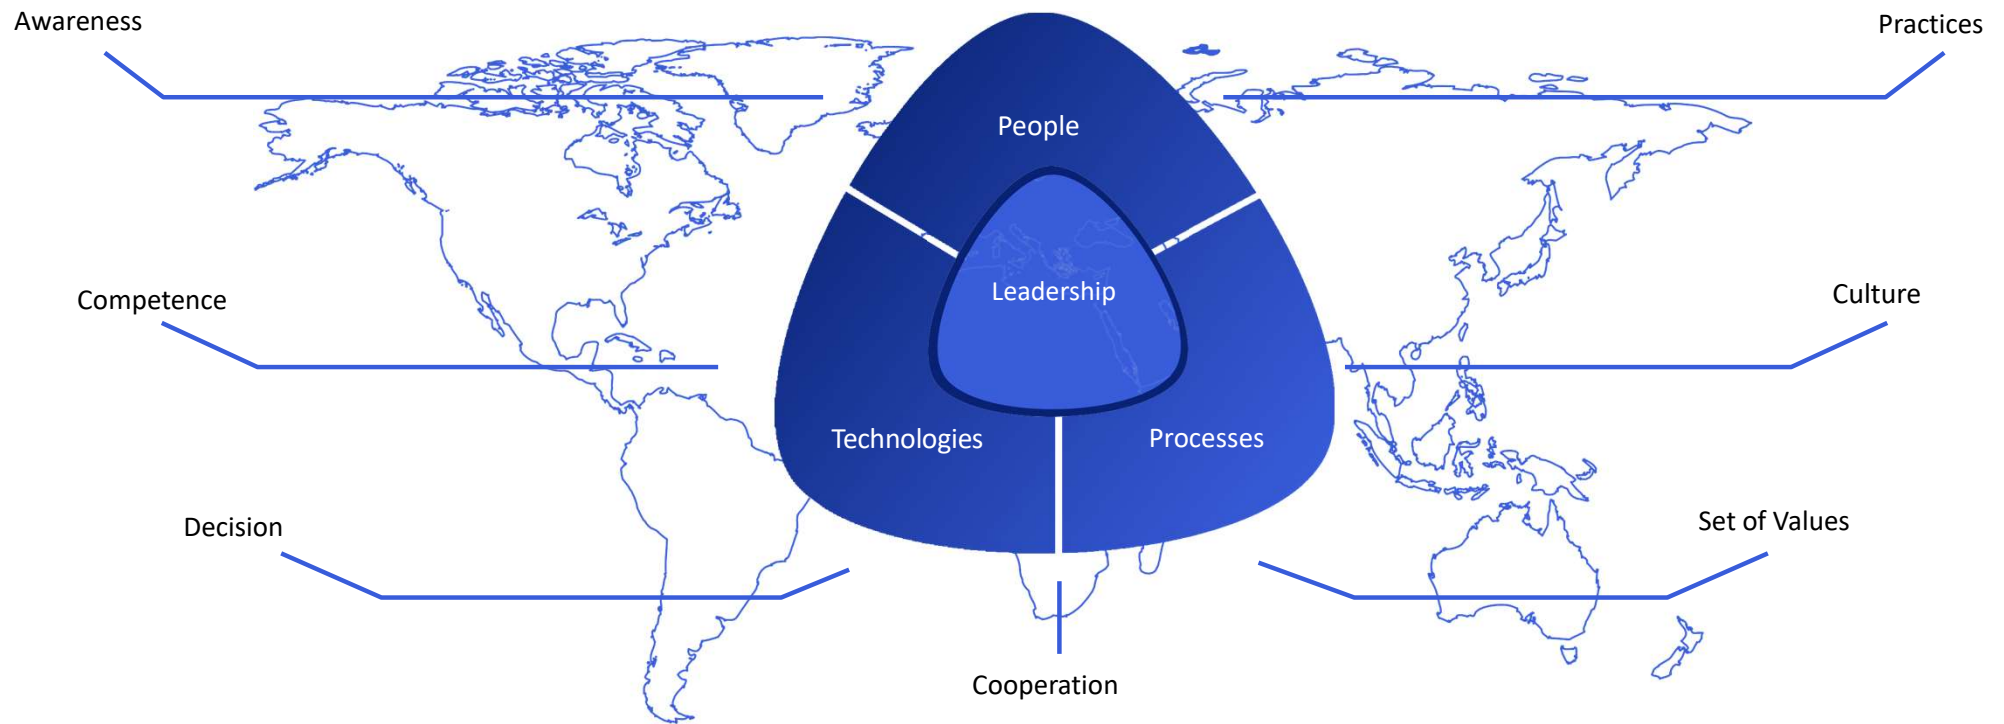 Awareness
Practices
People
Competence
Leadership
Culture
Technologies
Processes
Decision
Set of Values
Cooperation